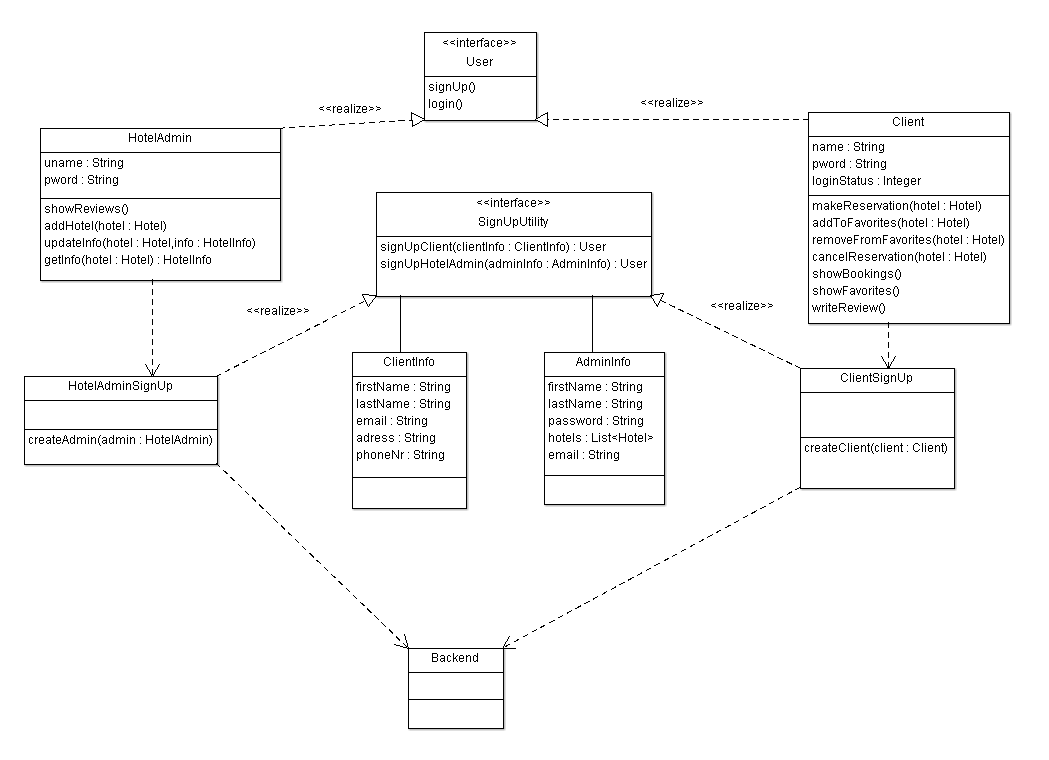 <<interface>>
User
signUp()
login()
<<realize>>
<<realize>>
HotelAdmin
uname : String
pword : String
showReviews()
addHotel(hotel : Hotel)
updateInfo(hotel : Hotel,info : HotelInfo)
getInfo(hotel : Hotel) : HotelInfo
Client
name : String
pword : String
loginStatus : Integer
makeReservation(hotel : Hotel)
addToFavorites(hotel : Hotel)
removeFromFavorites(hotel : Hotel)
cancelReservation(hotel : Hotel)
showBookings()
showFavorites()
writeReview()
<<interface>>
SignUpUtility
signUpClient(clientInfo : ClientInfo) : User
signUpHotelAdmin(adminInfo : AdminInfo) : User
<<realize>>
<<realize>>
HotelAdminSignUp
createAdmin(admin : HotelAdmin)
ClientInfo
firstName : String
lastName : String
email : String
adress : String
phoneNr : String
AdminInfo
firstName : String
lastName : String
password : String
hotels : List<Hotel>
email : String
ClientSignUp
createClient(client : Client)
Backend